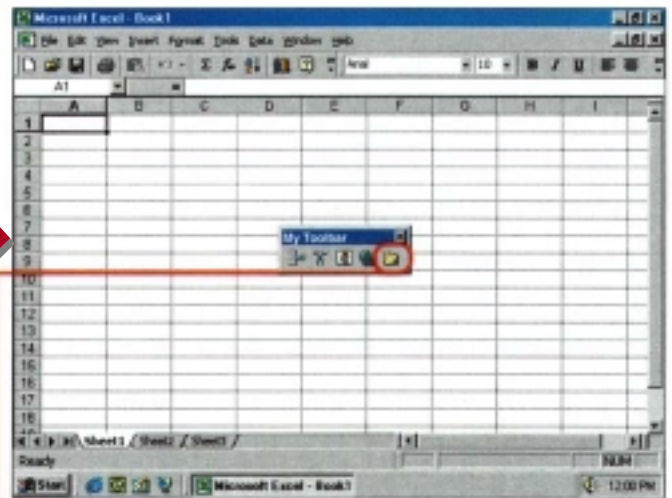 Microsoft Excel - Book1
File Edit View Insert Format Tools Data Window Help
Arial 10 B I U
A1 =
A B C D E F G H I
1
2
3
4
5
6
7
My Toolbar
8
9
10
11
12
13
14
15
16
17
18
Sheet1 Sheet2 Sheet3
Ready NUM
Start Microsoft Excel - Book1 12:00 PM